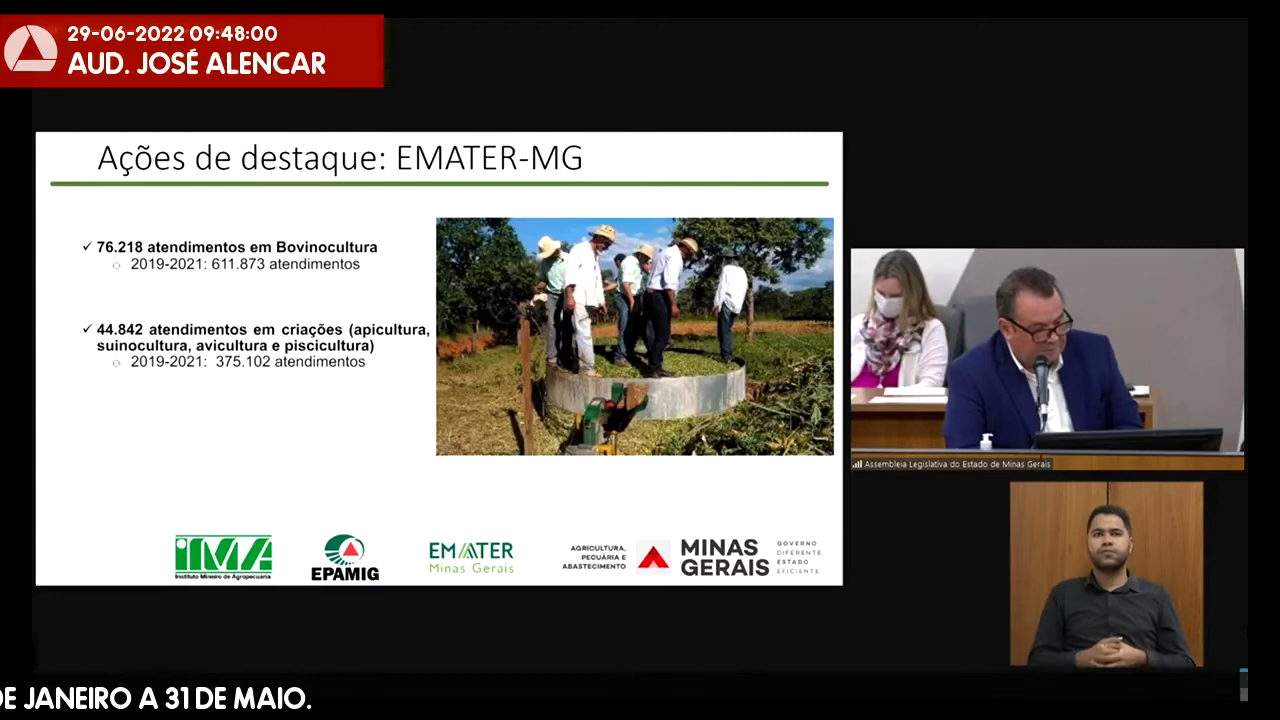 29-06-2022 09:48:00
AUD. JOSÉ ALENCAR
Ações de destaque: EMATER-MG
✓ 76.218 atendimentos em Bovinocultura
○ 2019-2021: 611.873 atendimentos
✓ 44.842 atendimentos em criações (apicultura,
suinocultura, avicultura e piscicultura)
○ 2019-2021: 375.102 atendimentos
Assembleia Legislativa do Estado de Minas Gerais
iMA
Instituto Mineiro de Agropecuária
EPAMIG
EMATER
Minas Gerais
AGRICULTURA,
PECUÁRIA E
ABASTECIMENTO
MINAS
GERAIS
GOVERNO
DIFERENTE.
ESTADO
EFICIENTE.
DE JANEIRO A 31 DE MAIO.